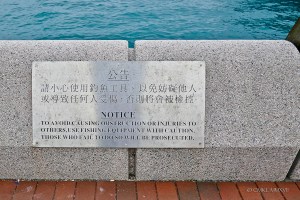 公告
請小心使用釣魚工具，以免妨礙他人
或導致任何人受傷，否則將會被檢控。
NOTICE
TO AVOID CAUSING OBSTRUCTION OR INJURIES TO
OTHERS, USE FISHING EQUIPMENT WITH CAUTION.
THOSE WHO FAIL TO DO SO WILL BE PROSECUTED.